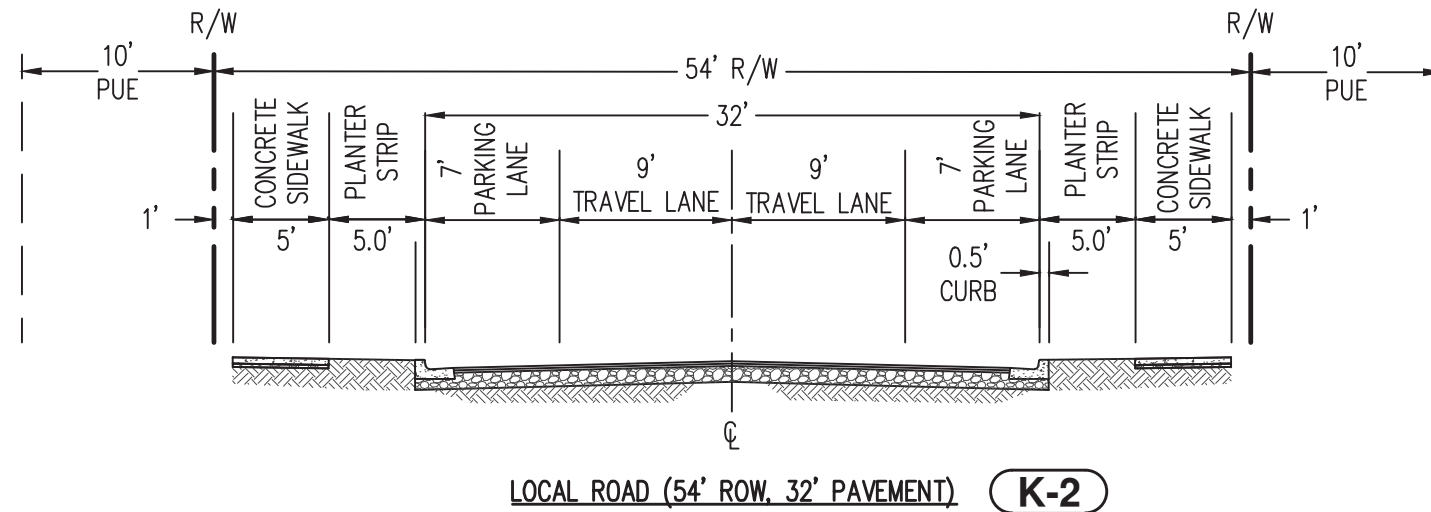 R/W
R/W
10'
PUE
54' R/W
10'
PUE
32'
CONCRETE
SIDEWALK
PLANTER
STRIP
7'
PARKING
LANE
9'
TRAVEL LANE
9'
TRAVEL LANE
7'
PARKING
LANE
PLANTER
STRIP
CONCRETE
SIDEWALK
1'
5'
5.0'
0.5'
CURB
5.0'
5'
1'
℄
LOCAL ROAD (54' ROW, 32' PAVEMENT)
K-2